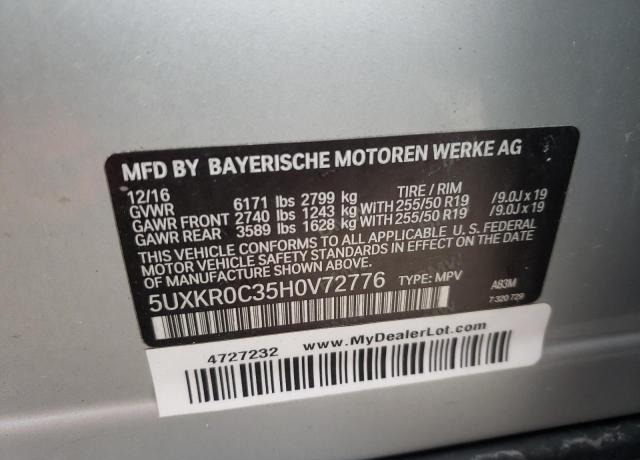 MFD BY BAYERISCHE MOTOREN WERKE AG
12/16 TIRE / RIM
GVWR 6171 lbs 2799 kg
GAWR FRONT 2740 lbs 1243 kg WITH 255/50 R19 /9.0J x 19
GAWR REAR 3589 lbs 1628 kg WITH 255/50 R19 /9.0J x 19
THIS VEHICLE CONFORMS TO ALL APPLICABLE U. S. FEDERAL
MOTOR VEHICLE SAFETY STANDARDS IN EFFECT ON THE DATE
OF MANUFACTURE SHOWN ABOVE.
5UXKR0C35H0V72776 TYPE: MPV A83M
7 320 729
4727232 www.MyDealerLot.com